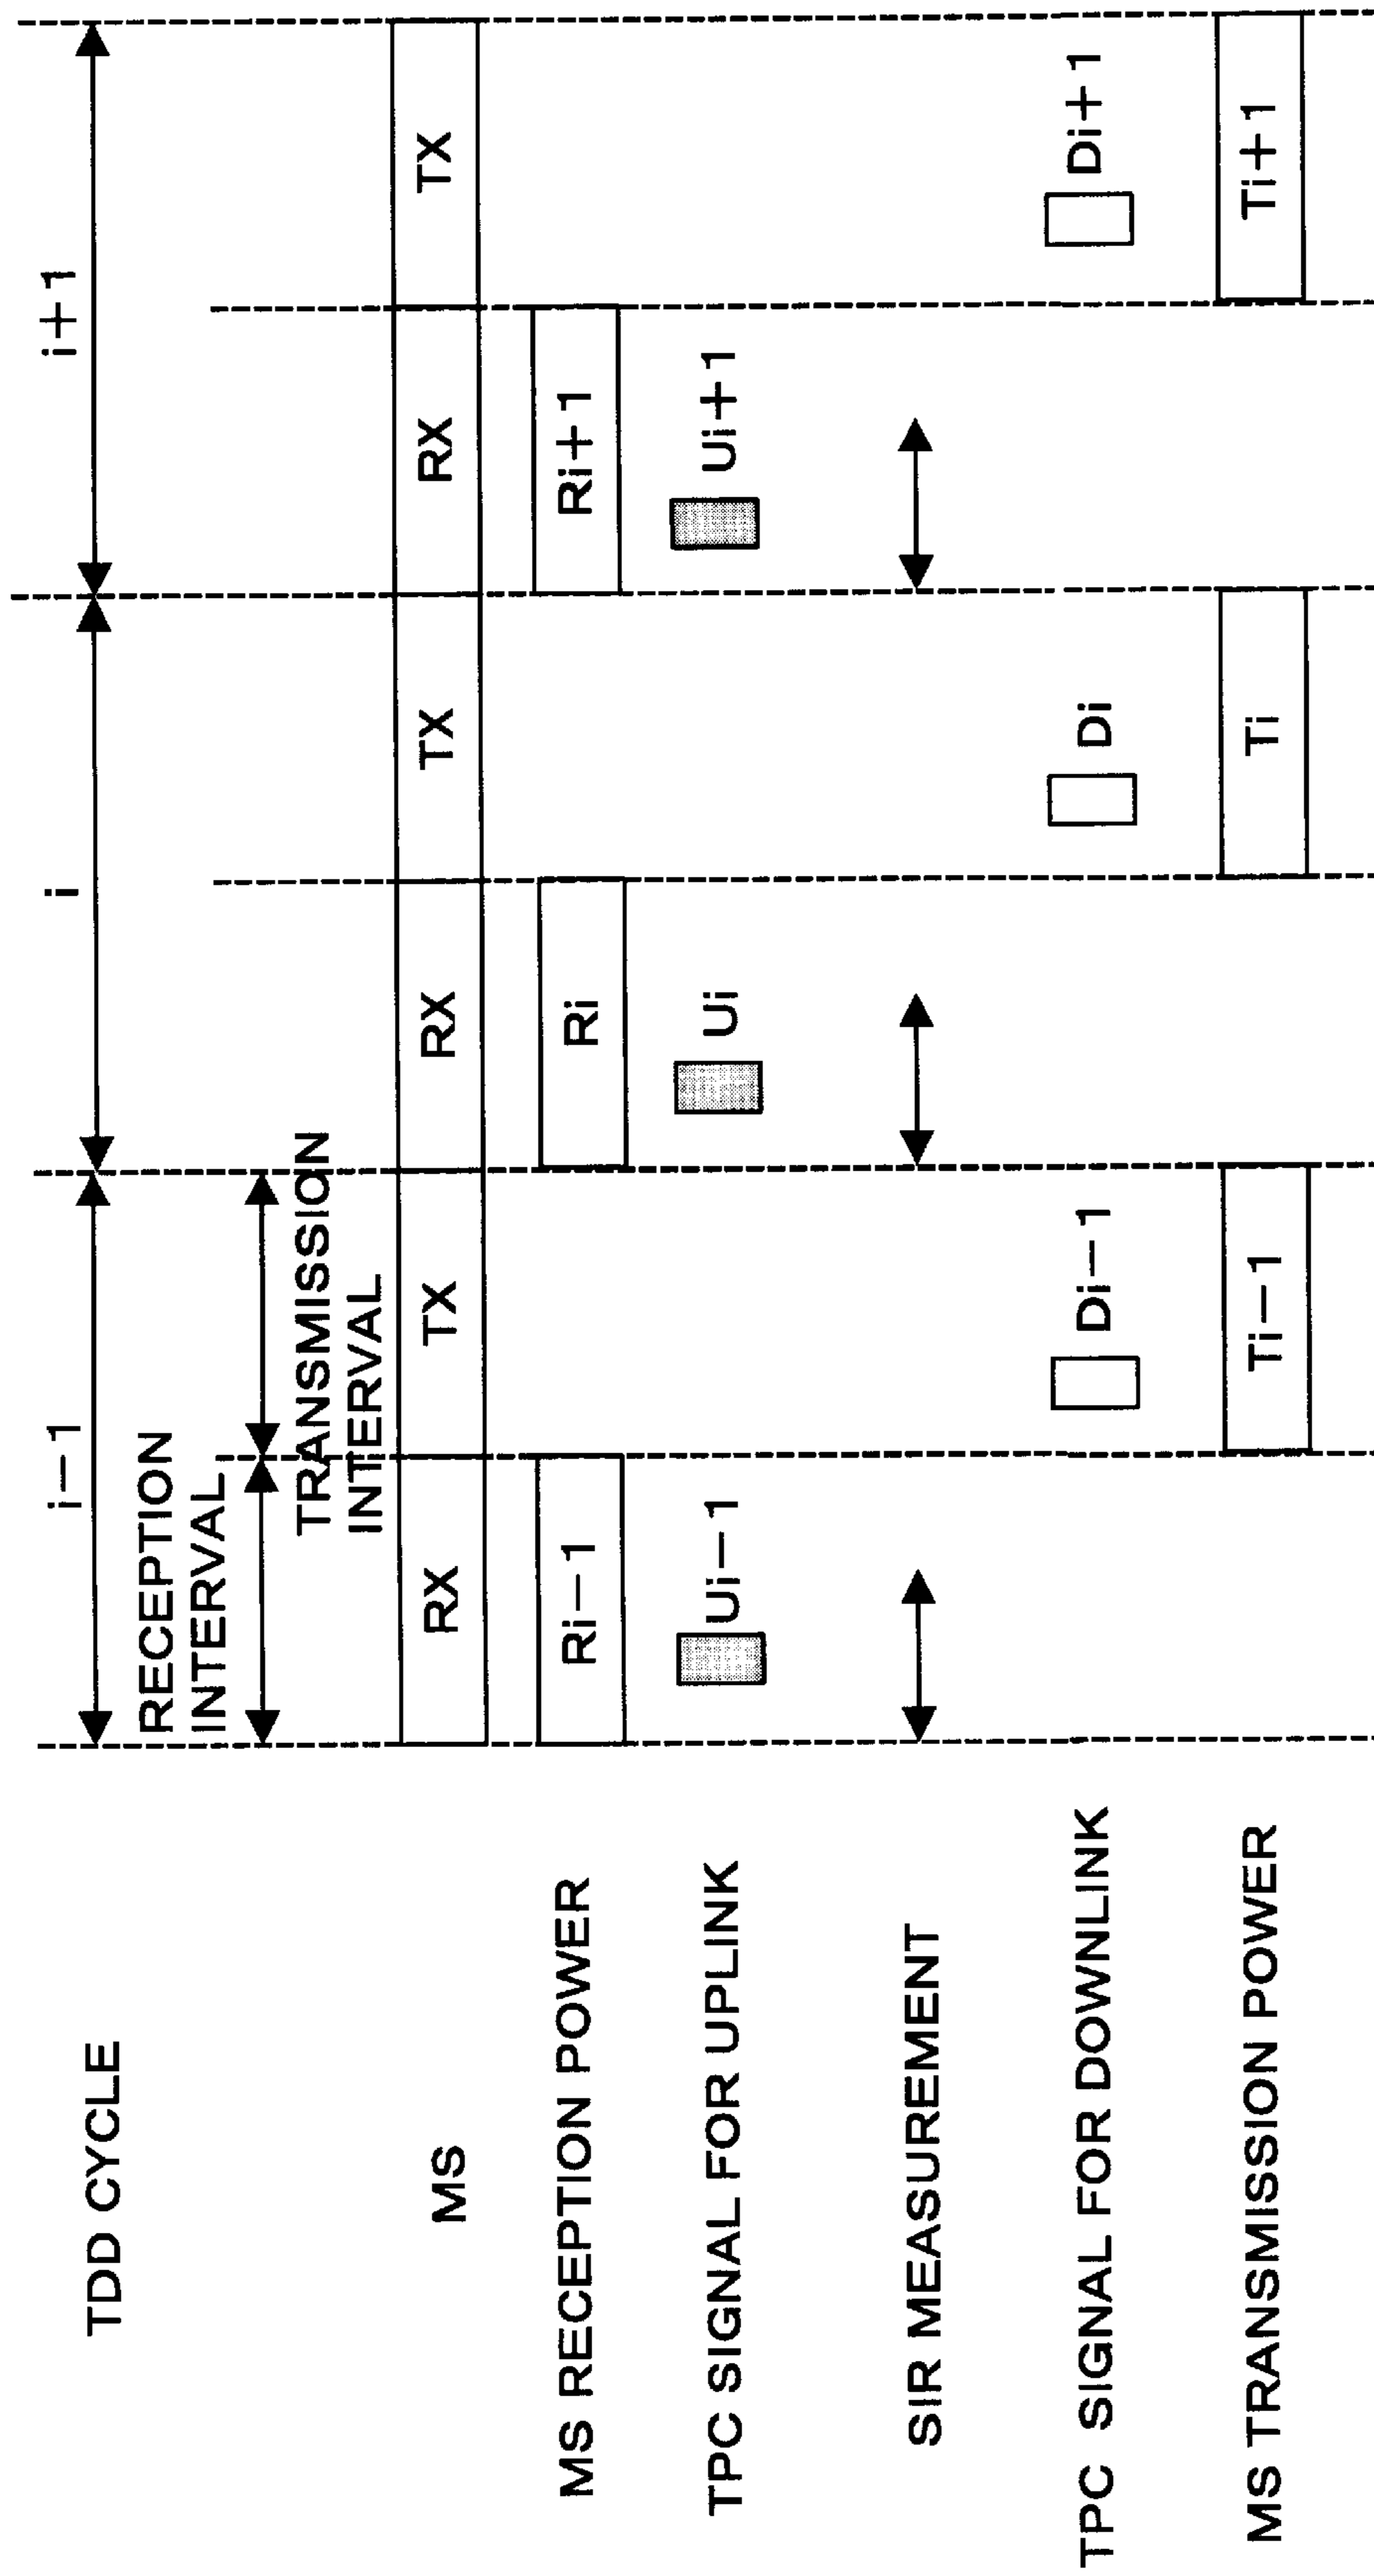 TDD CYCLE
i−1
i
i+1
RECEPTION
INTERVAL
TRANSMISSION
INTERVAL
MS
RX
TX
RX
TX
RX
TX
MS RECEPTION POWER
Ri−1
Ri
Ri+1
TPC SIGNAL FOR UPLINK
Ui−1
Ui
Ui+1
SIR MEASUREMENT
TPC SIGNAL FOR DOWNLINK
Di−1
Di
Di+1
MS TRANSMISSION POWER
Ti−1
Ti
Ti+1